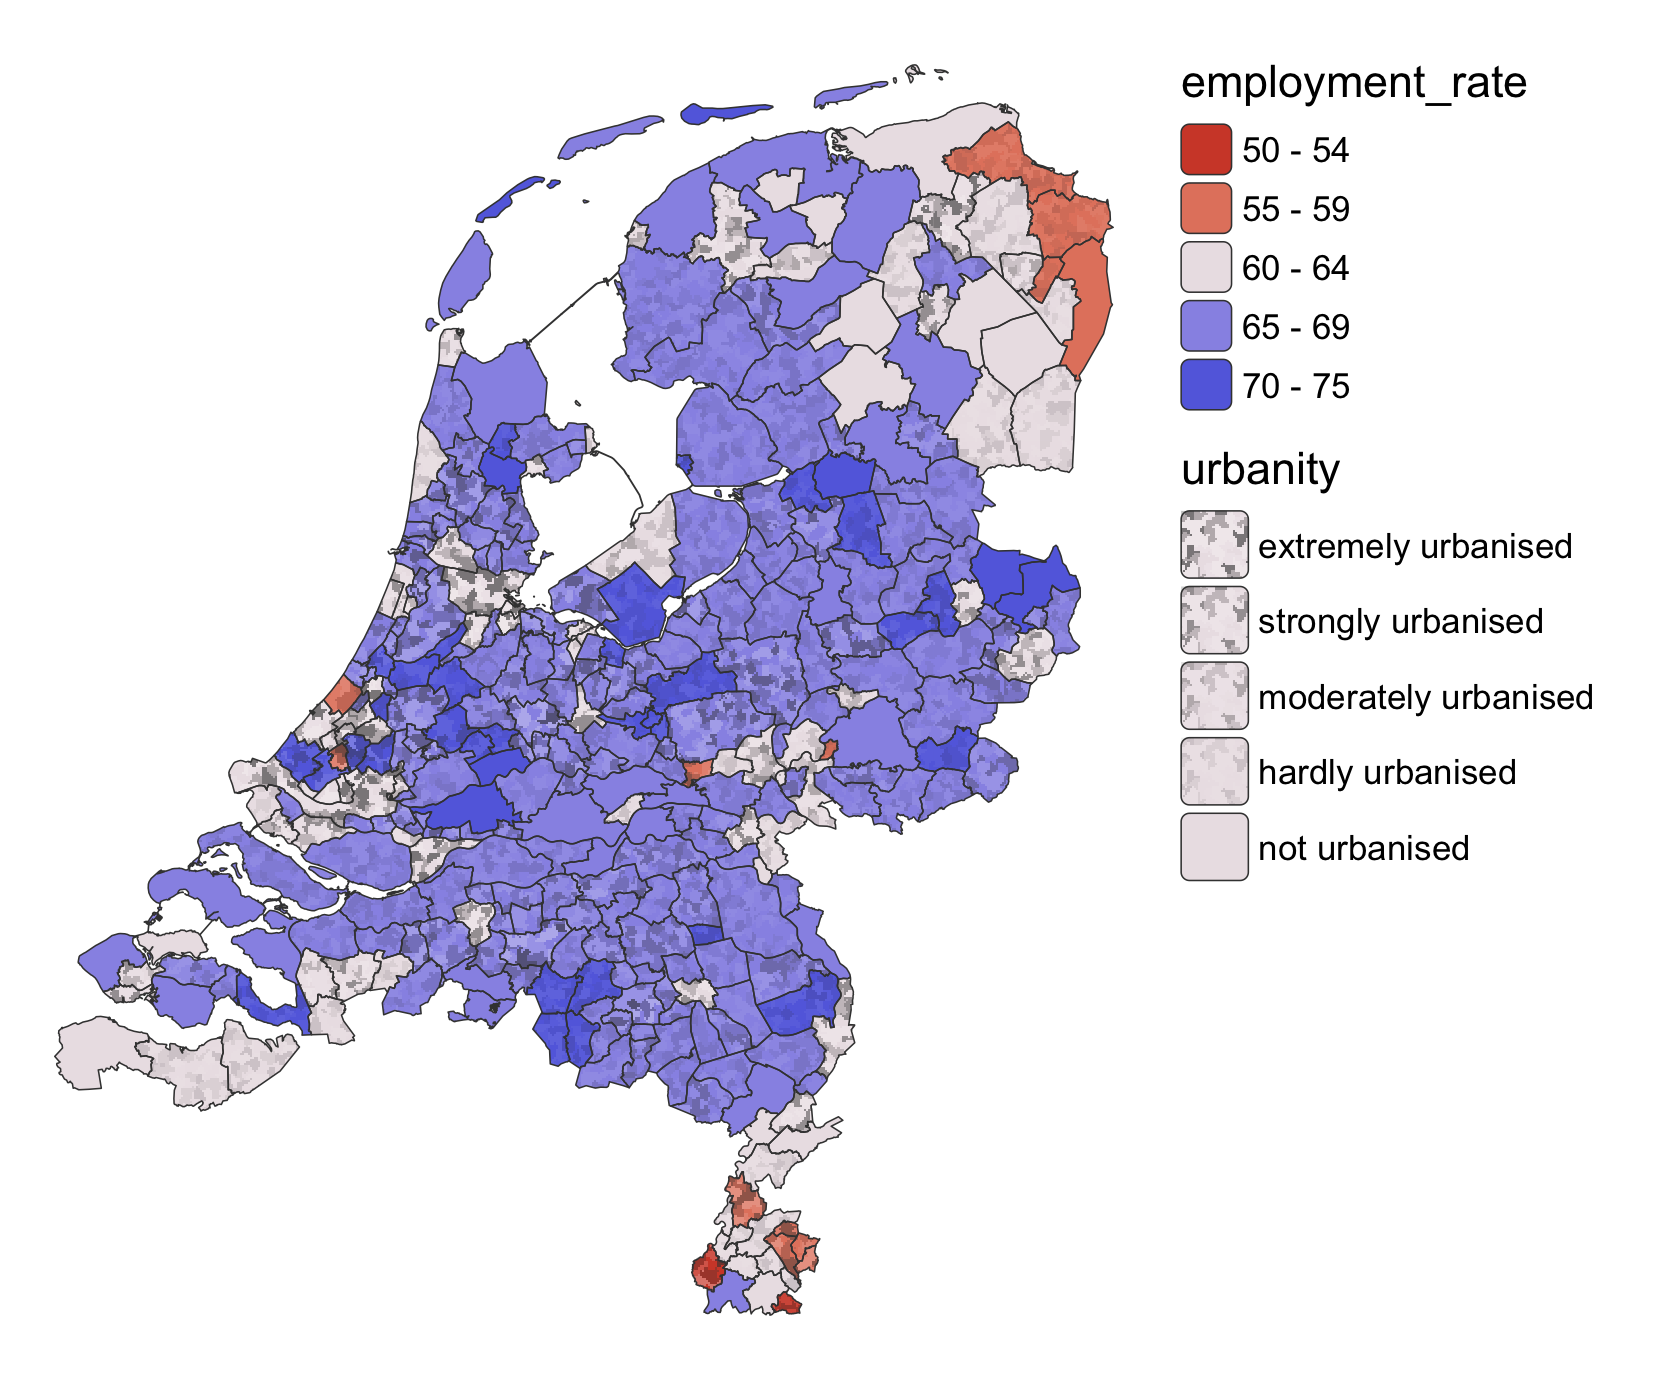 employment_rate
50 - 54
55 - 59
60 - 64
65 - 69
70 - 75
urbanity
extremely urbanised
strongly urbanised
moderately urbanised
hardly urbanised
not urbanised